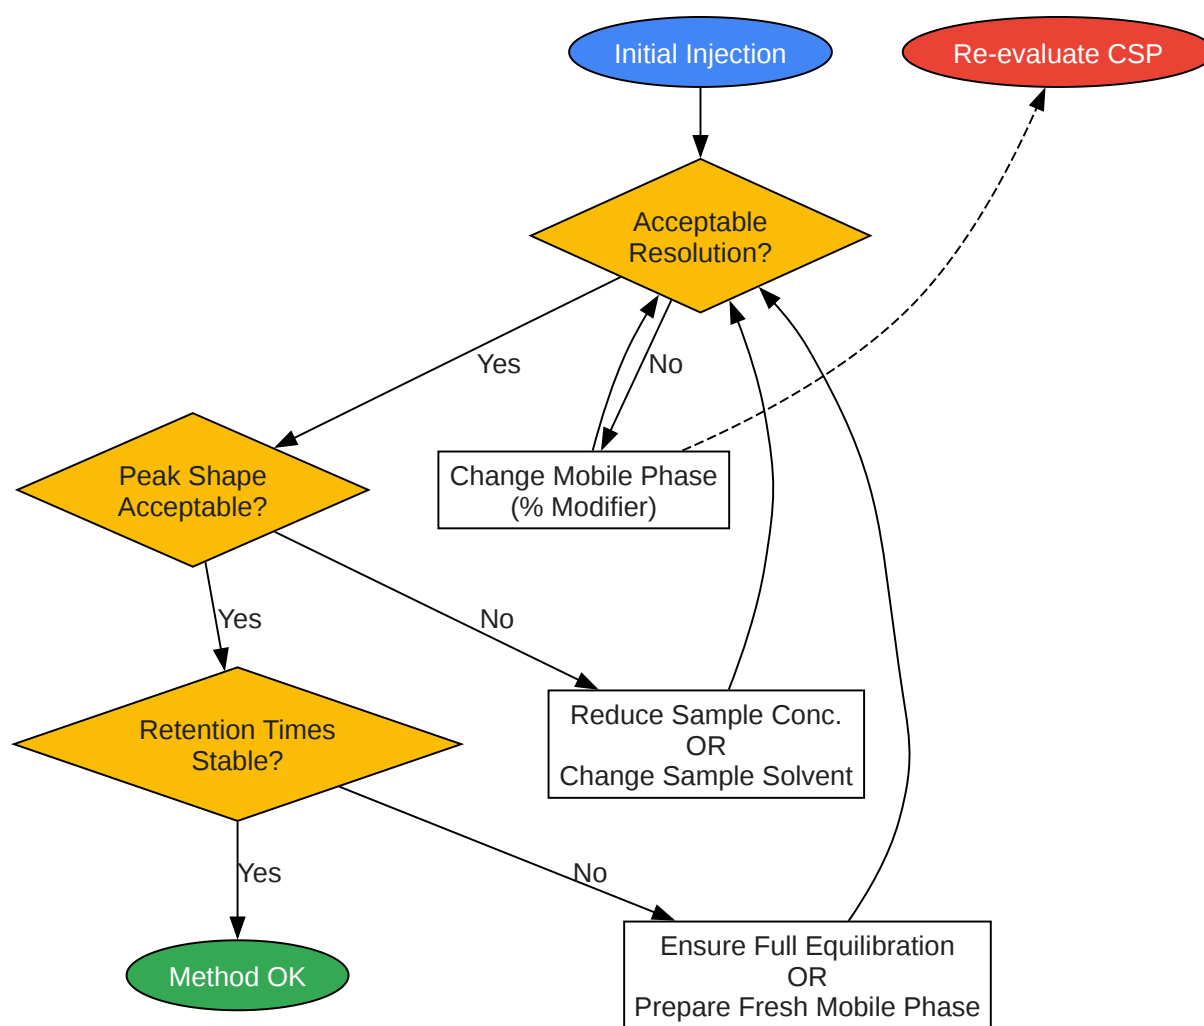 Initial Injection
Re-evaluate CSP
Acceptable
Resolution?
Yes
No
Peak Shape
Acceptable?
Change Mobile Phase
(% Modifier)
Yes
No
Retention Times
Stable?
Reduce Sample Conc.
OR
Change Sample Solvent
Yes
No
Method OK
Ensure Full Equilibration
OR
Prepare Fresh Mobile Phase